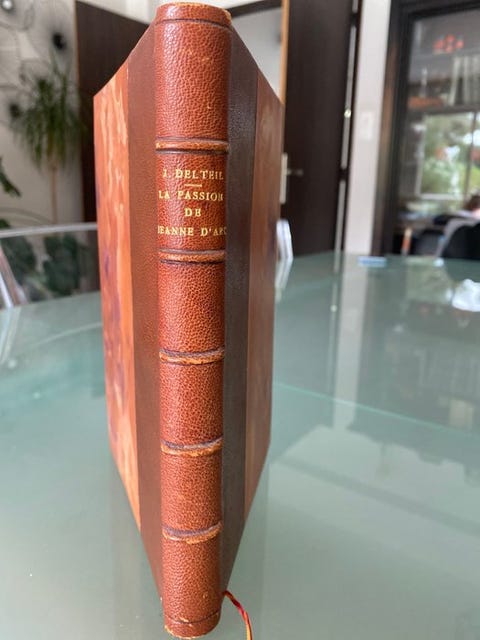 J. DELTEIL
LA PASSION
DE
JEANNE D'ARC